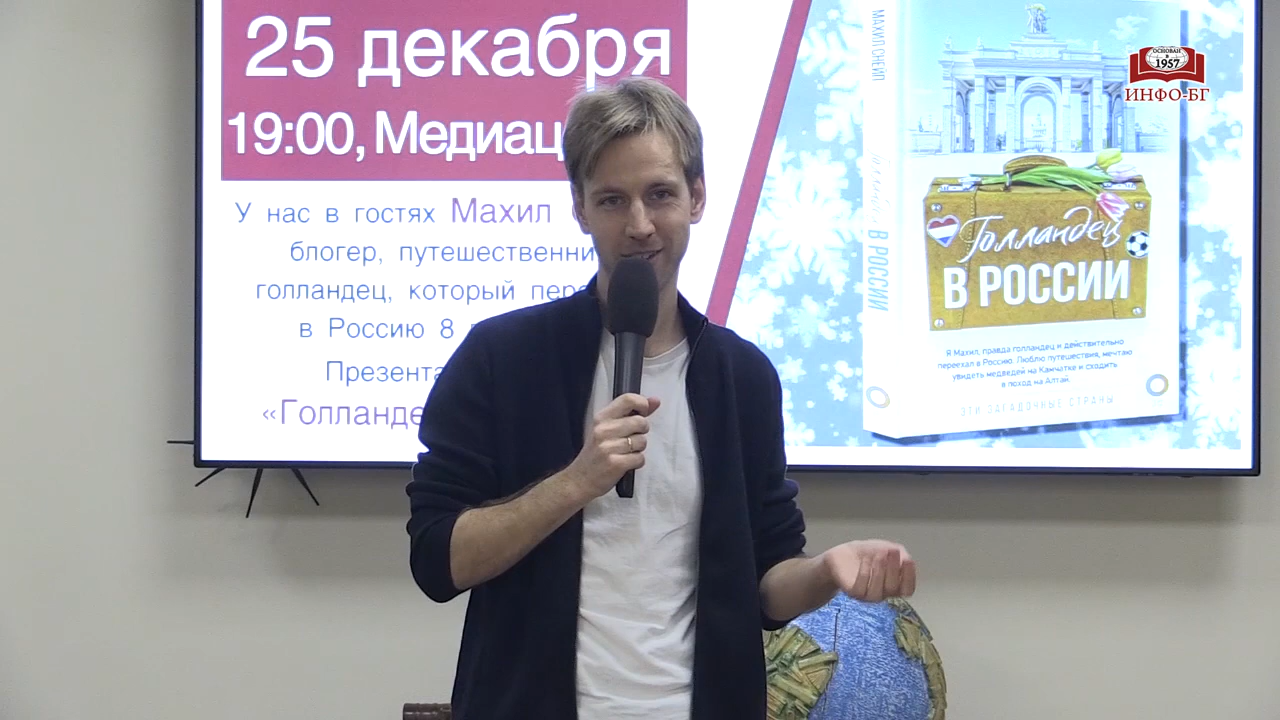 25 декабря
19:00, Медиац
У нас в гостях Махил
блогер, путешественни
голландец, который пере
в Россию 8
Презента
«Голланде
МАХИЛ СНЕИП
Голландец
В РОССИИ
Голландец
В РОССИИ
Я Махил, правда голландец и действительно
переехал в Россию. Люблю путешествия, мечтаю
увидеть медведей на Камчатке и сходить
в поход на Алтай.
ЭТИ ЗАГАДОЧНЫЕ СТРАНЫ
ОСНОВАН
В
1957
ИНФО-БГ